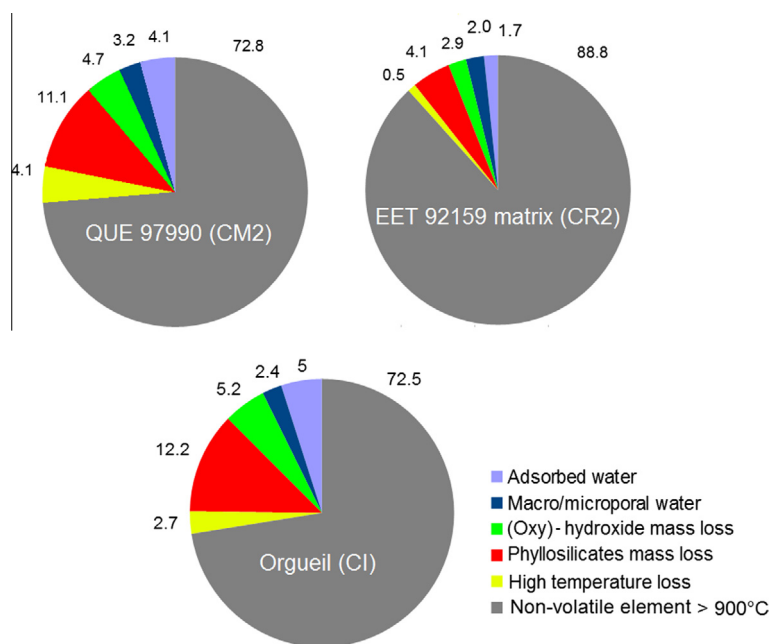 4.1
72.8
3.2
4.7
11.1
4.1
QUE 97990 (CM2)
1.7
2.0
2.9
4.1
0.5
88.8
EET 92159 matrix (CR2)
5
72.5
2.4
5.2
12.2
2.7
Orgueil (CI)
Adsorbed water
Macro/microporal water
(Oxy)-hydroxide mass loss
Phyllosilicates mass loss
High temperature loss
Non-volatile element > 900°C